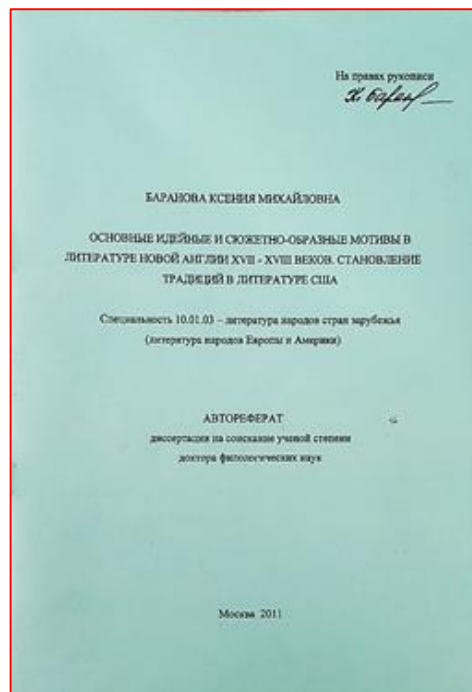 На правах рукописи
БАРАНОВА КСЕНИЯ МИХАЙЛОВНА
ОСНОВНЫЕ ИДЕЙНЫЕ И СЮЖЕТНО-ОБРАЗНЫЕ МОТИВЫ В
ЛИТЕРАТУРЕ НОВОЙ АНГЛИИ XVII - XVIII ВЕКОВ. СТАНОВЛЕНИЕ
ТРАДИЦИЙ В ЛИТЕРАТУРЕ США
Специальность 10.01.03 – литература народов стран зарубежья
(литература народов Европы и Америки)
АВТОРЕФЕРАТ
диссертации на соискание ученой степени
доктора филологических наук
Москва 2011